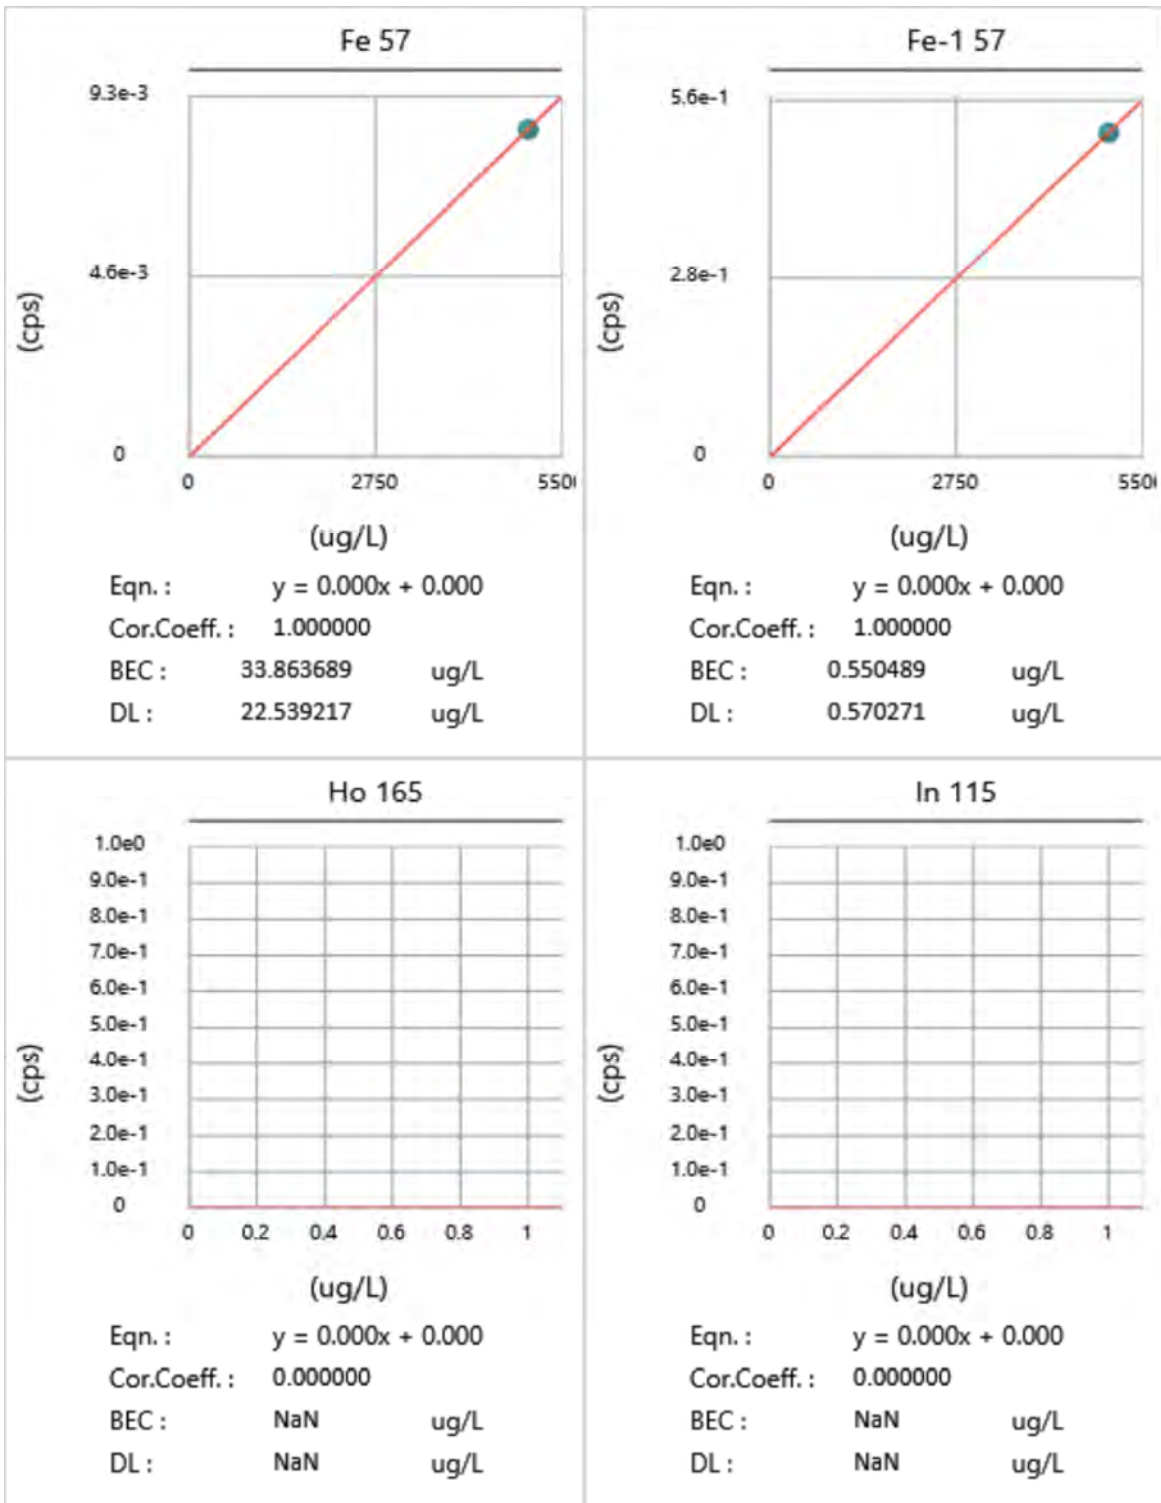 Fe 57
9.3e-3
4.6e-3
0
(cps)
0 2750 550
(ug/L)
Eqn. : y = 0.000x + 0.000
Cor.Coeff. : 1.000000
BEC : 33.863689 ug/L
DL : 22.539217 ug/L
Fe-1 57
5.6e-1
2.8e-1
0
(cps)
0 2750 550
(ug/L)
Eqn. : y = 0.000x + 0.000
Cor.Coeff. : 1.000000
BEC : 0.550489 ug/L
DL : 0.570271 ug/L
Ho 165
1.0e0
9.0e-1
8.0e-1
7.0e-1
6.0e-1
5.0e-1
4.0e-1
3.0e-1
2.0e-1
1.0e-1
0
(cps)
0 0.2 0.4 0.6 0.8 1
(ug/L)
Eqn. : y = 0.000x + 0.000
Cor.Coeff. : 0.000000
BEC : NaN ug/L
DL : NaN ug/L
In 115
1.0e0
9.0e-1
8.0e-1
7.0e-1
6.0e-1
5.0e-1
4.0e-1
3.0e-1
2.0e-1
1.0e-1
0
(cps)
0 0.2 0.4 0.6 0.8 1
(ug/L)
Eqn. : y = 0.000x + 0.000
Cor.Coeff. : 0.000000
BEC : NaN ug/L
DL : NaN ug/L